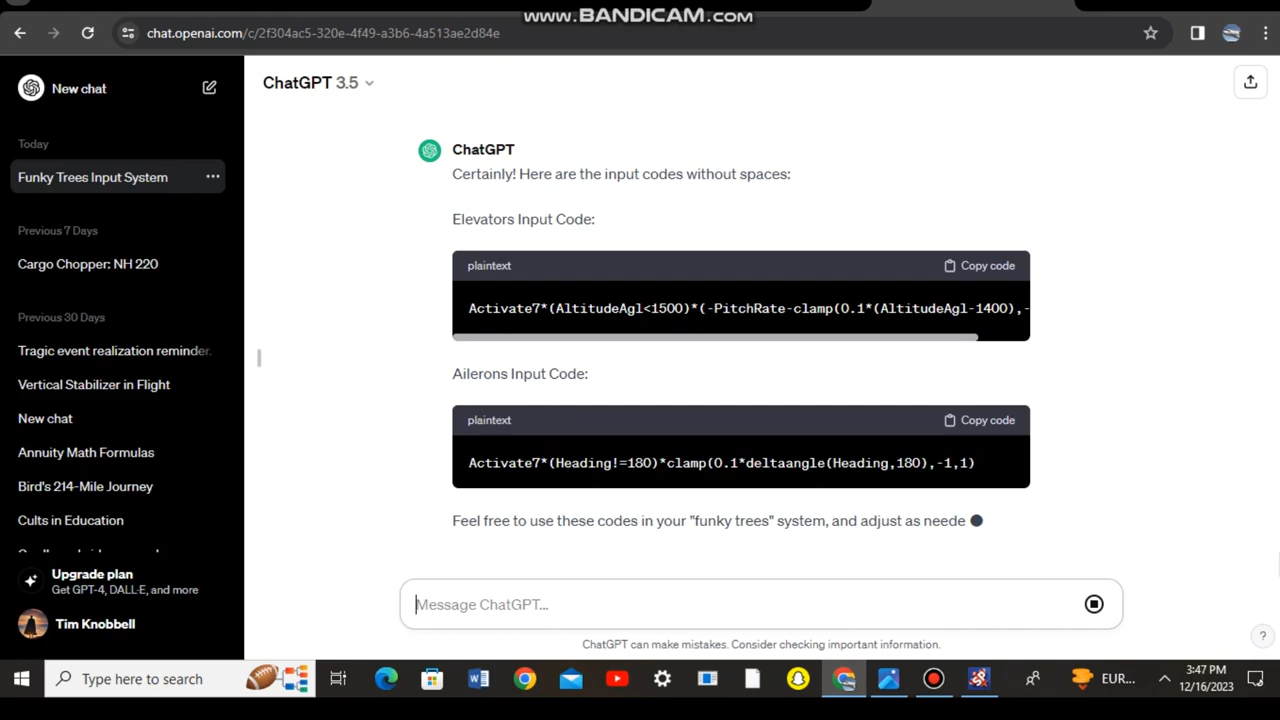 www.BANDICAM.com
chat.openai.com/c/2f304ac5-320e-4f49-a3b6-4a513ae2d84e
New chat
ChatGPT 3.5
Today
Funky Trees Input System
Previous 7 Days
Cargo Chopper: NH 220
Previous 30 Days
Tragic event realization reminder.
Vertical Stabilizer in Flight
New chat
Annuity Math Formulas
Bird's 214-Mile Journey
Cults in Education
Upgrade plan
Get GPT-4, DALL·E, and more
Tim Knobbell
ChatGPT
Certainly! Here are the input codes without spaces:
Elevators Input Code:
plaintext
Copy code
Activate7*(AltitudeAgl<1500)*(-PitchRate-clamp(0.1*(AltitudeAgl-1400),-
Ailerons Input Code:
plaintext
Copy code
Activate7*(Heading!=180)*clamp(0.1*deltaangle(Heading,180),-1,1)
Feel free to use these codes in your "funky trees" system, and adjust as neede
Message ChatGPT...
ChatGPT can make mistakes. Consider checking important information.
?
Type here to search
EUR...
3:47 PM
12/16/2023